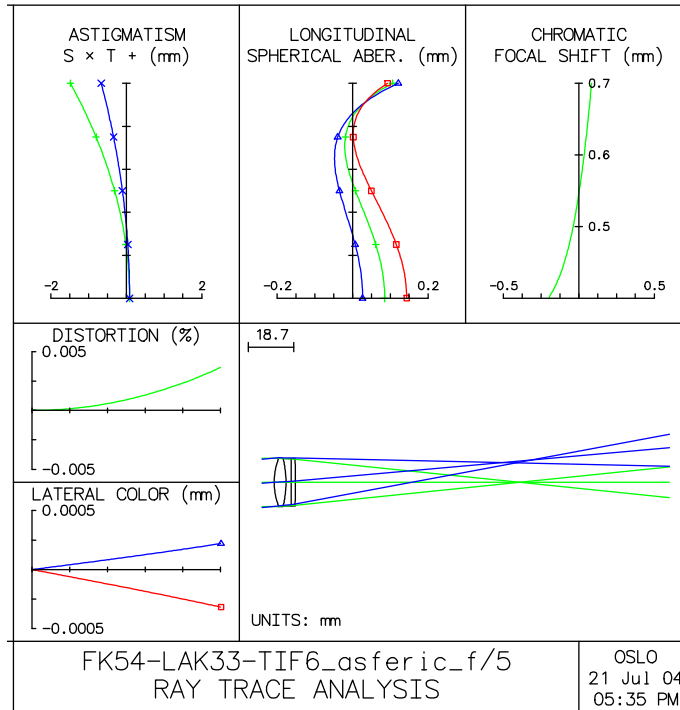 ASTIGMATISM
S × T + (mm)
-2
2
LONGITUDINAL
SPHERICAL ABER. (mm)
-0.2
0.2
CHROMATIC
FOCAL SHIFT (mm)
0.7
0.6
0.5
-0.5
0.5
DISTORTION (%)
0.005
-0.005
LATERAL COLOR (mm)
0.0005
-0.0005
18.7
UNITS: mm
FK54-LAK33-TIF6_asferic_f/5
RAY TRACE ANALYSIS
OSLO
21 Jul 04
05:35 PM